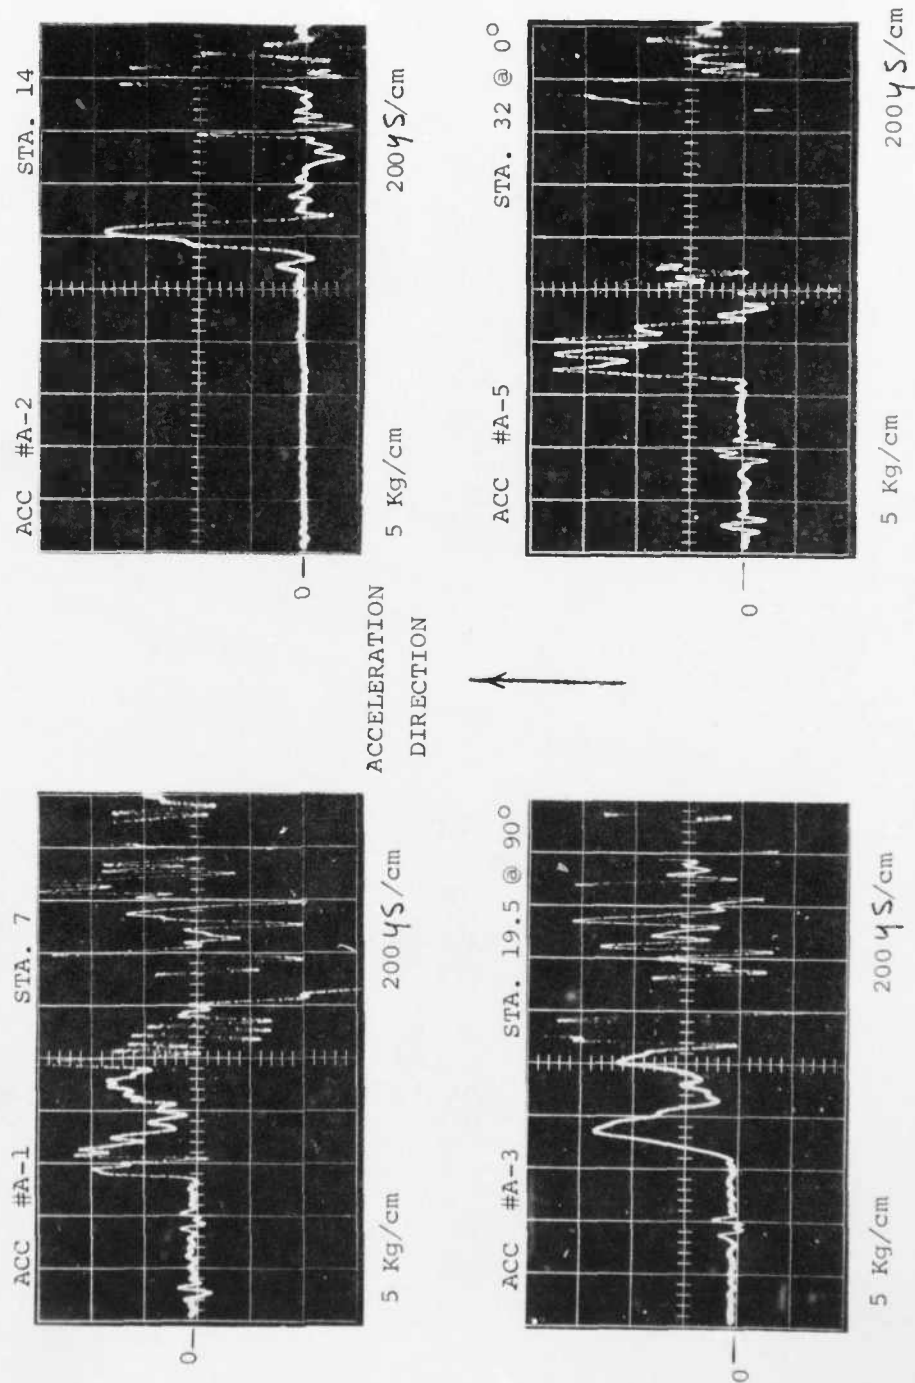 ACC #A-1 STA. 7
0
5 Kg/cm 200 μS/cm
ACC #A-2 STA. 14
0
5 Kg/cm 200 μS/cm
ACCELERATION
DIRECTION
ACC #A-3 STA. 19.5 @ 90°
0
5 Kg/cm 200 μS/cm
ACC #A-5 STA. 32 @ 0°
0
5 Kg/cm 200 μS/cm